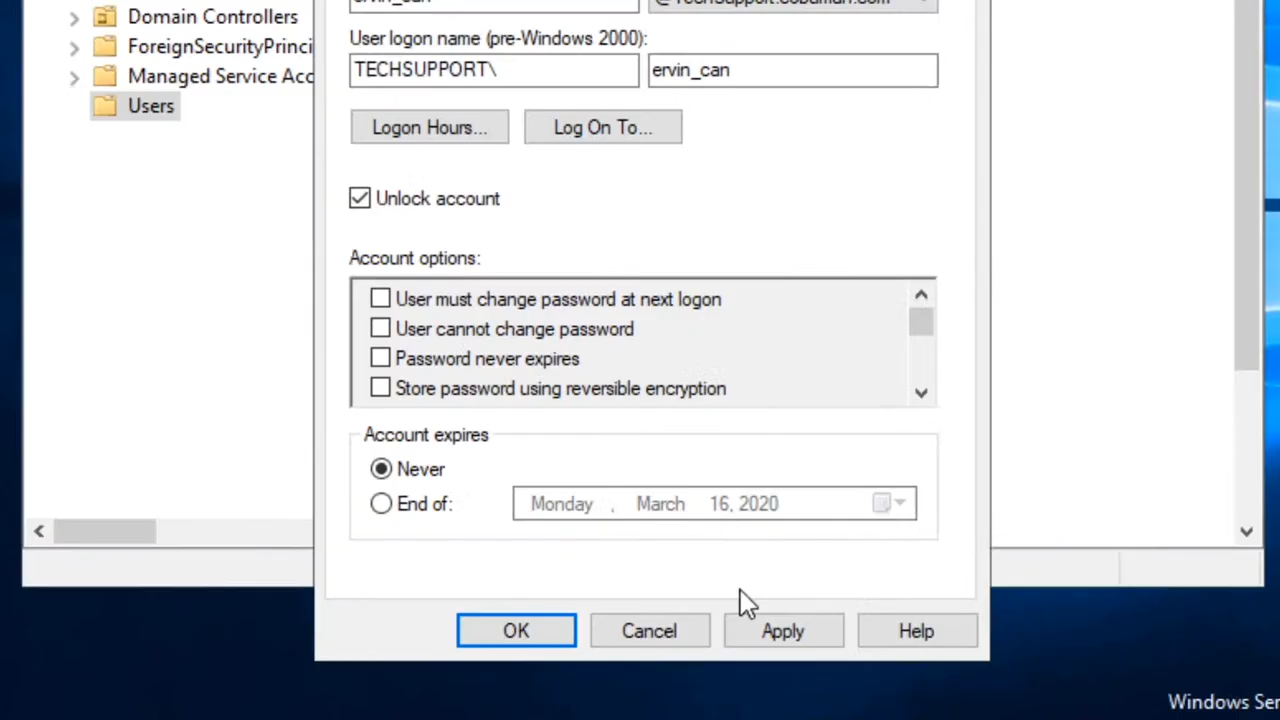 Domain Controllers
ForeignSecurityPrinci
Managed Service Acc
Users
ervin_can
@TechSupport.
User logon name (pre-Windows 2000):
TECHSUPPORT\
ervin_can
Logon Hours...
Log On To...
Unlock account
Account options:
User must change password at next logon
User cannot change password
Password never expires
Store password using reversible encryption
Account expires
Never
End of:
Monday , March 16, 2020
OK
Cancel
Apply
Help
Windows Ser